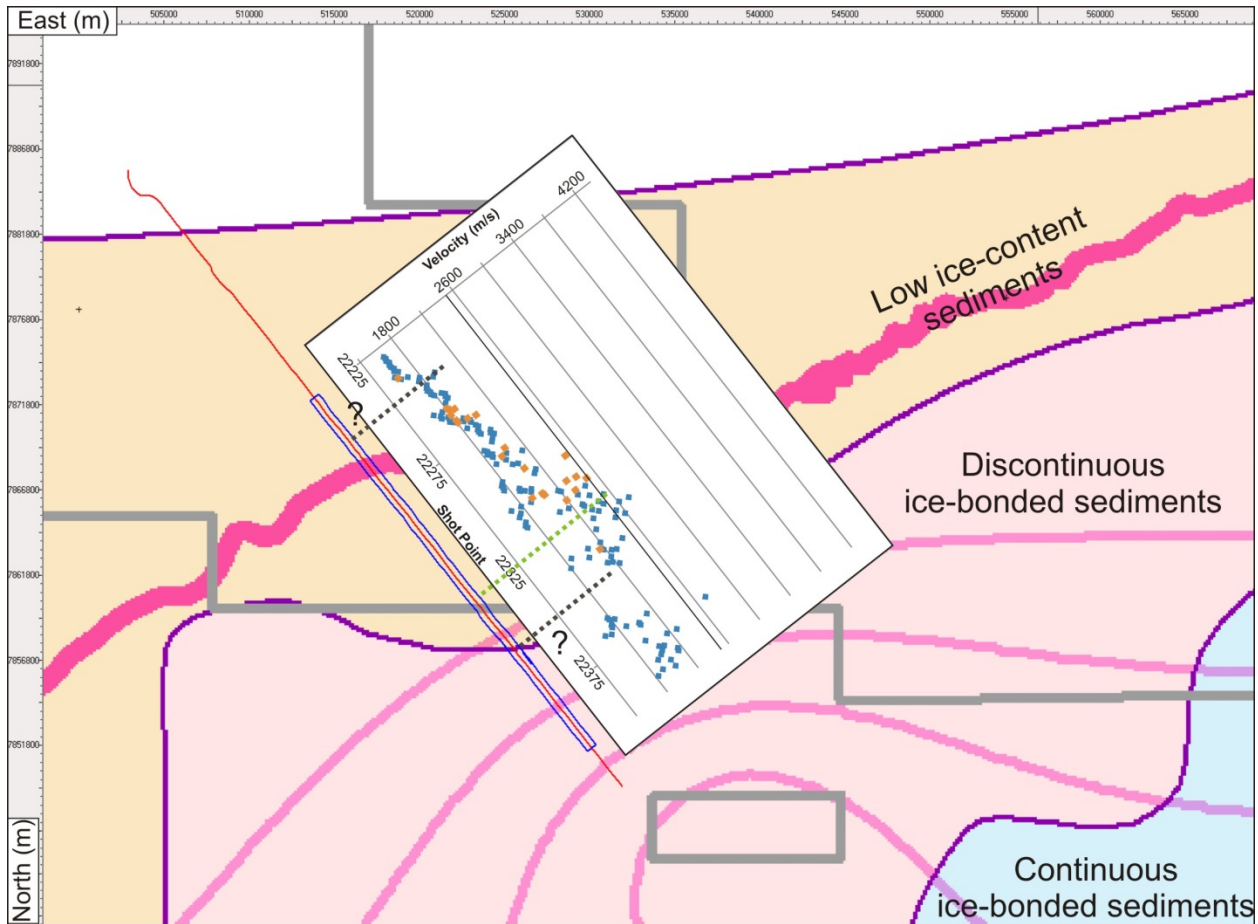 East (m)
505000 510000 515000 520000 525000 530000 535000 540000 545000 550000 555000 560000 565000
7891800
7886800
7881800
7876800
7871800
7866800
7861800
7856800
7851800
North (m)
Velocity (m/s)
1800 2600 3400 4200
Shot Point
22225
22275
22325
22375
?
?
Low ice-content
sediments
Discontinuous
ice-bonded sediments
Continuous
ice-bonded sediments